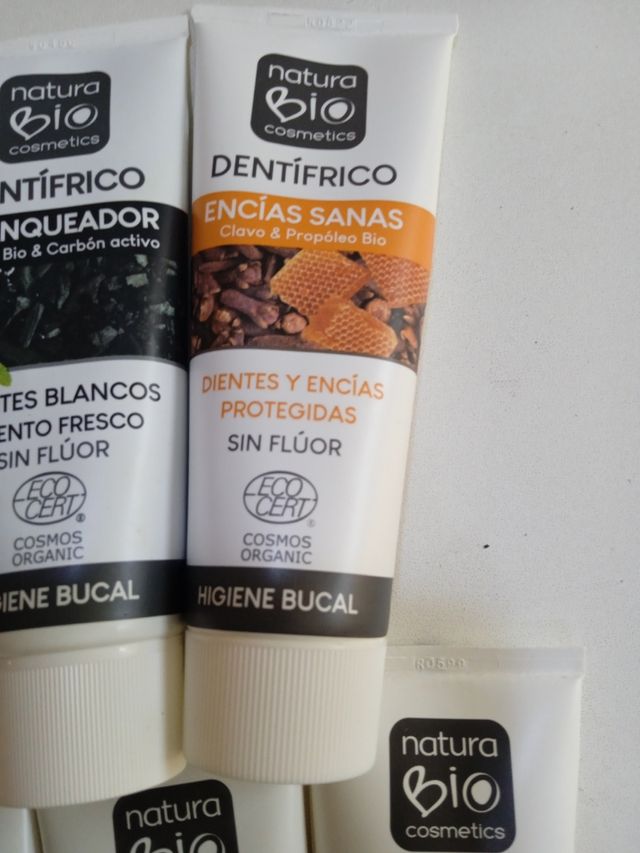 natura
BiO
cosmetics
NTÍFRICO
NQUEADOR
Bio & Carbón activo
TES BLANCOS
ENTO FRESCO
SIN FLÚOR
ECO
CERT
®
COSMOS
ORGANIC
IENE BUCAL
natura
BiO
cosmetics
DENTÍFRICO
ENCÍAS SANAS
Clavo & Propóleo Bio
DIENTES Y ENCÍAS
PROTEGIDAS
SIN FLÚOR
ECO
CERT
®
COSMOS
ORGANIC
HIGIENE BUCAL
natura
BiO
natura
BiO
cosmetics